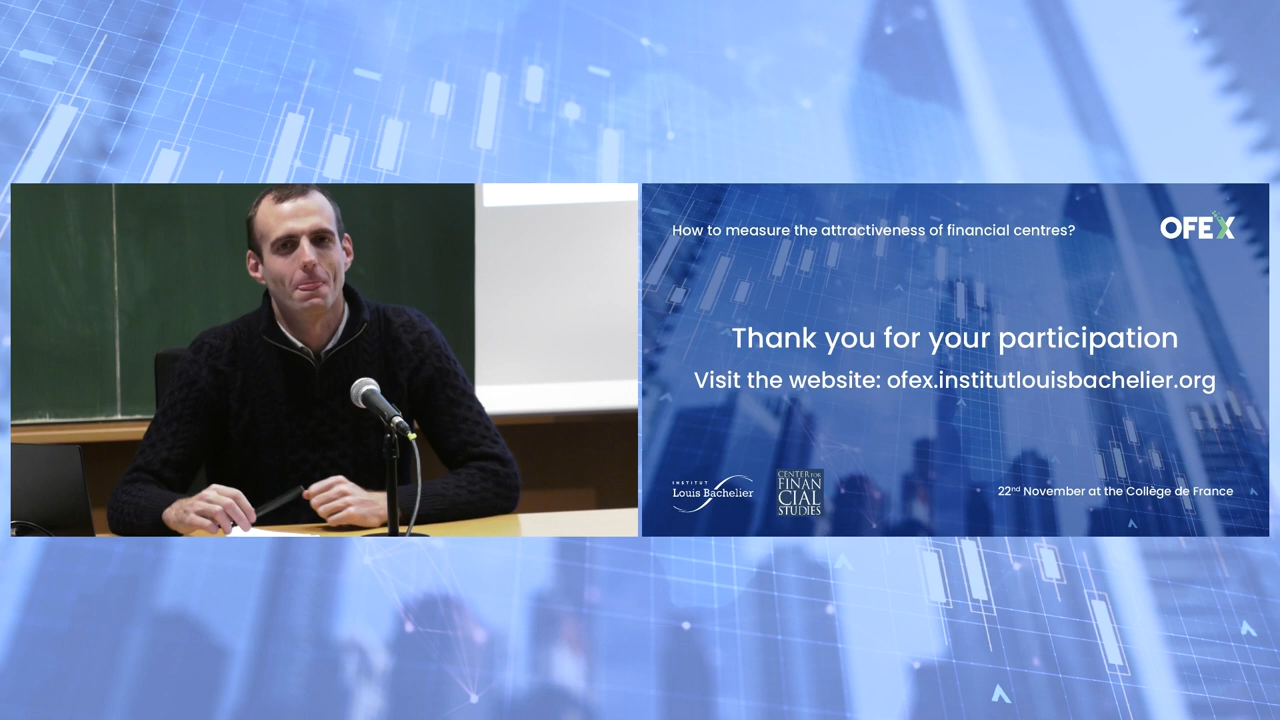 How to measure the attractiveness of financial centres?
OFEX
Thank you for your participation
Visit the website: ofex.institutlouisbachelier.org
INSTITUT
Louis Bachelier
CENTER FOR
FINAN
CIAL
STUDIES
22nd November at the Collège de France